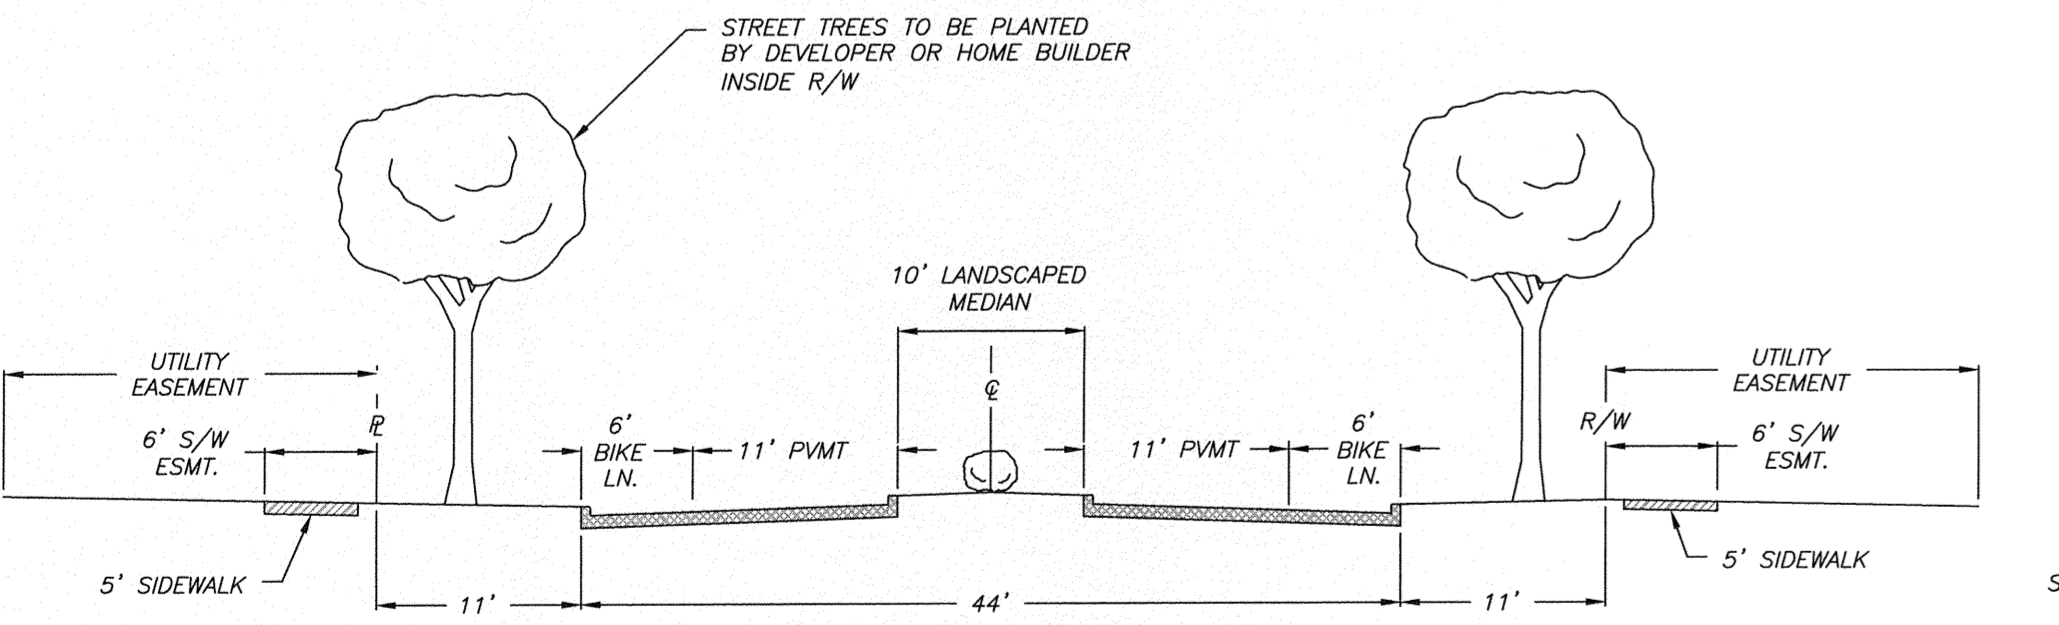 STREET TREES TO BE PLANTED
BY DEVELOPER OR HOME BUILDER
INSIDE R/W
10' LANDSCAPED
MEDIAN
UTILITY
EASEMENT
UTILITY
EASEMENT
℄
P̱L
6' S/W
ESMT.
6'
BIKE
LN.
11' PVMT
11' PVMT
6'
BIKE
LN.
R/W
6' S/W
ESMT.
5' SIDEWALK
5' SIDEWALK
11'
44'
11'
S